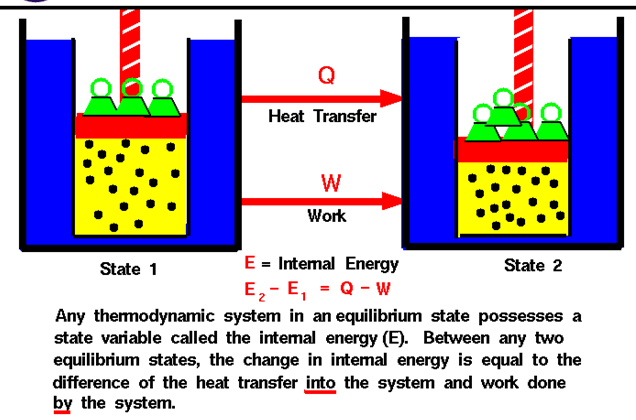 Q
Heat Transfer
W
Work
State 1
State 2
E = Internal Energy
E₂ - E₁ = Q - W
Any thermodynamic system in an equilibrium state possesses a
state variable called the internal energy (E). Between any two
equilibrium states, the change in internal energy is equal to the
difference of the heat transfer into the system and work done
by the system.